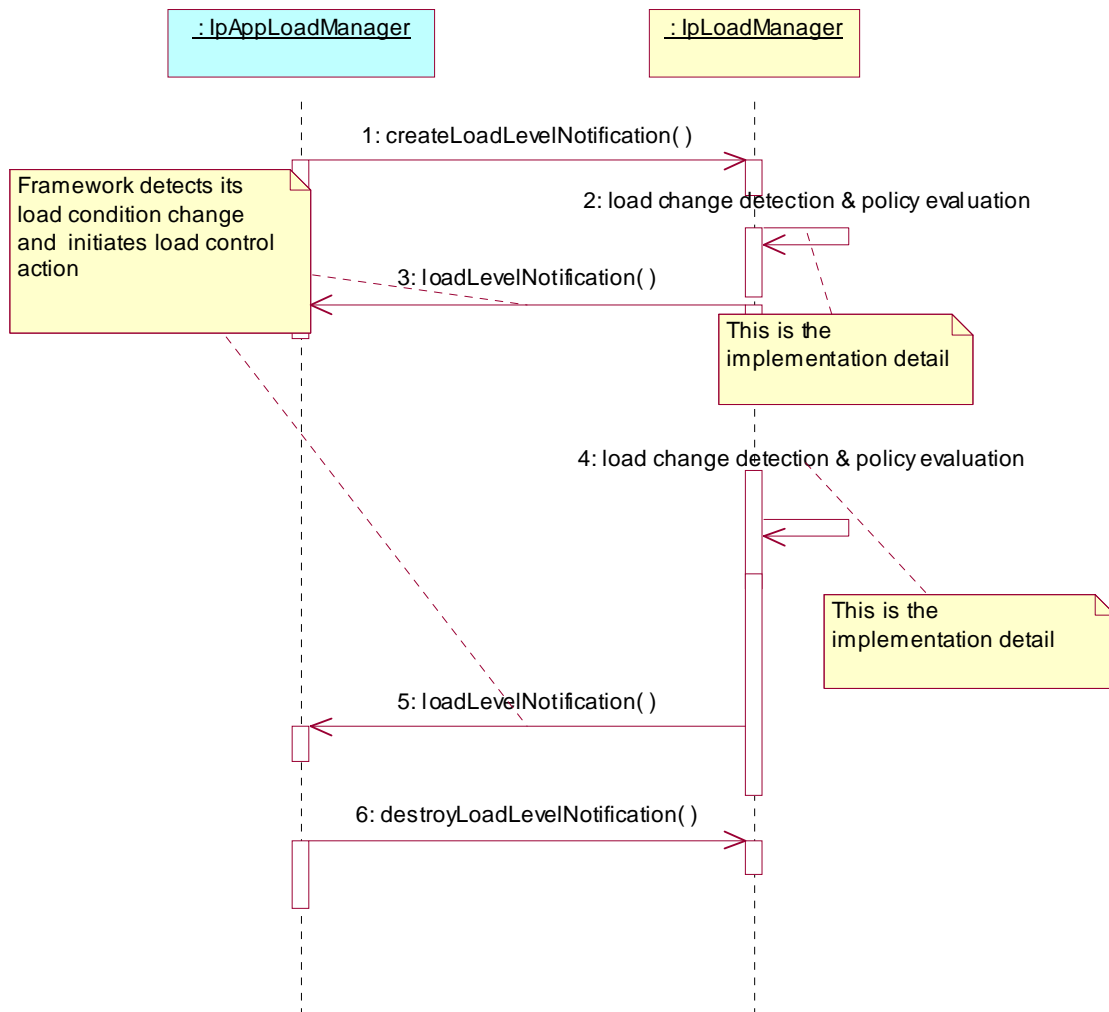 : IpAppLoadManager
: IpLoadManager
1: createLoadLevelNotification( )
Framework detects its
load condition change
and initiates load control
action
2: load change detection & policy evaluation
3: loadLevelNotification( )
This is the
implementation detail
4: load change detection & policy evaluation
This is the
implementation detail
5: loadLevelNotification( )
6: destroyLoadLevelNotification( )